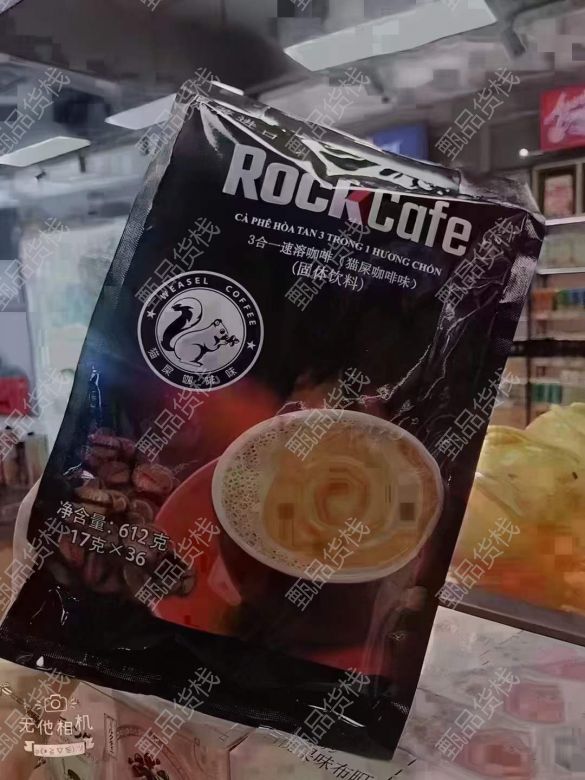 进口
ROCKCafe
CÀ PHÊ HÒA TAN 3 TRONG 1 HƯƠNG CHỒN
3合一速溶咖啡（猫屎咖啡味）
（固体饮料）
★ WEASEL COFFEE ★
猫屎咖啡味
净含量：612克
17克×36
无他相机
甄品货栈